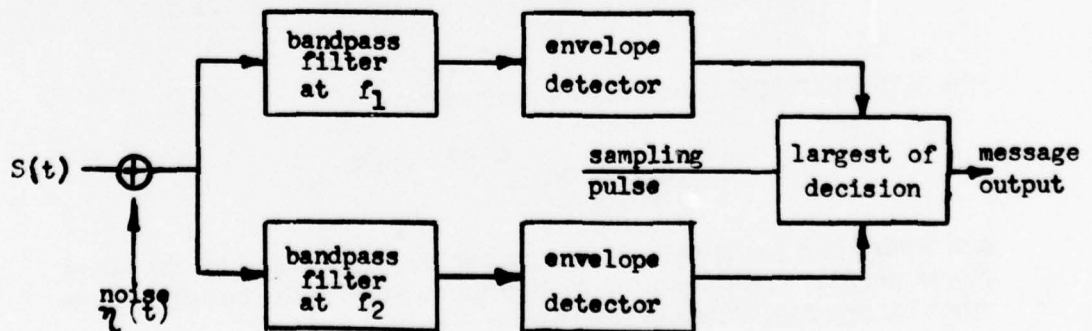 bandpass
filter
at f1
envelope
detector
S(t)
sampling
pulse
largest of
decision
message
output
noise
η(t)
bandpass
filter
at f2
envelope
detector